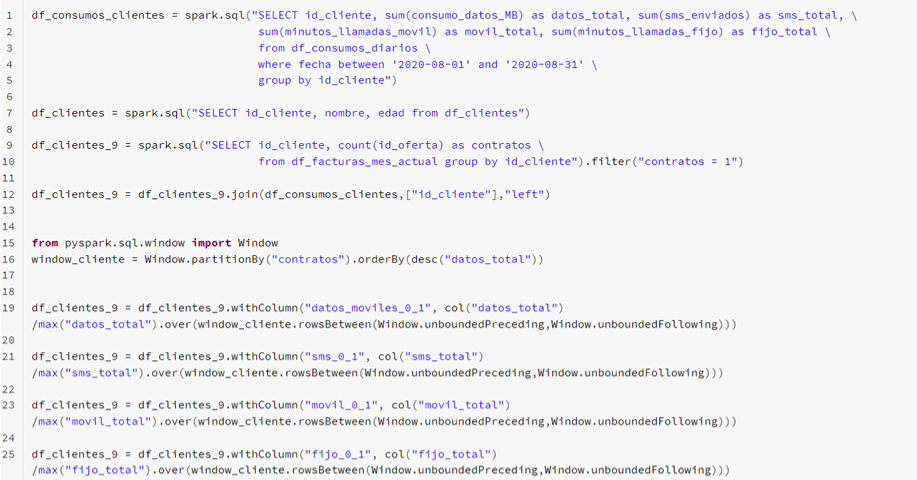 1 df_consumos_clientes = spark.sql("SELECT id_cliente, sum(consumo_datos_MB) as datos_total, sum(sms_enviados) as sms_total, \
2 sum(minutos_llamadas_movil) as movil_total, sum(minutos_llamadas_fijo) as fijo_total \
3 from df_consumos_diarios \
4 where fecha between '2020-08-01' and '2020-08-31' \
5 group by id_cliente")
6
7 df_clientes = spark.sql("SELECT id_cliente, nombre, edad from df_clientes")
8
9 df_clientes_9 = spark.sql("SELECT id_cliente, count(id_oferta) as contratos \
10 from df_facturas_mes_actual group by id_cliente").filter("contratos = 1")
11
12 df_clientes_9 = df_clientes_9.join(df_consumos_clientes,["id_cliente"],"left")
13
14
15 from pyspark.sql.window import Window
16 window_cliente = Window.partitionBy("contratos").orderBy(desc("datos_total"))
17
18
19 df_clientes_9 = df_clientes_9.withColumn("datos_moviles_0_1", col("datos_total")
/max("datos_total").over(window_cliente.rowsBetween(Window.unboundedPreceding,Window.unboundedFollowing)))
20
21 df_clientes_9 = df_clientes_9.withColumn("sms_0_1", col("sms_total")
/max("sms_total").over(window_cliente.rowsBetween(Window.unboundedPreceding,Window.unboundedFollowing)))
22
23 df_clientes_9 = df_clientes_9.withColumn("movil_0_1", col("movil_total")
/max("movil_total").over(window_cliente.rowsBetween(Window.unboundedPreceding,Window.unboundedFollowing)))
24
25 df_clientes_9 = df_clientes_9.withColumn("fijo_0_1", col("fijo_total")
/max("fijo_total").over(window_cliente.rowsBetween(Window.unboundedPreceding,Window.unboundedFollowing)))